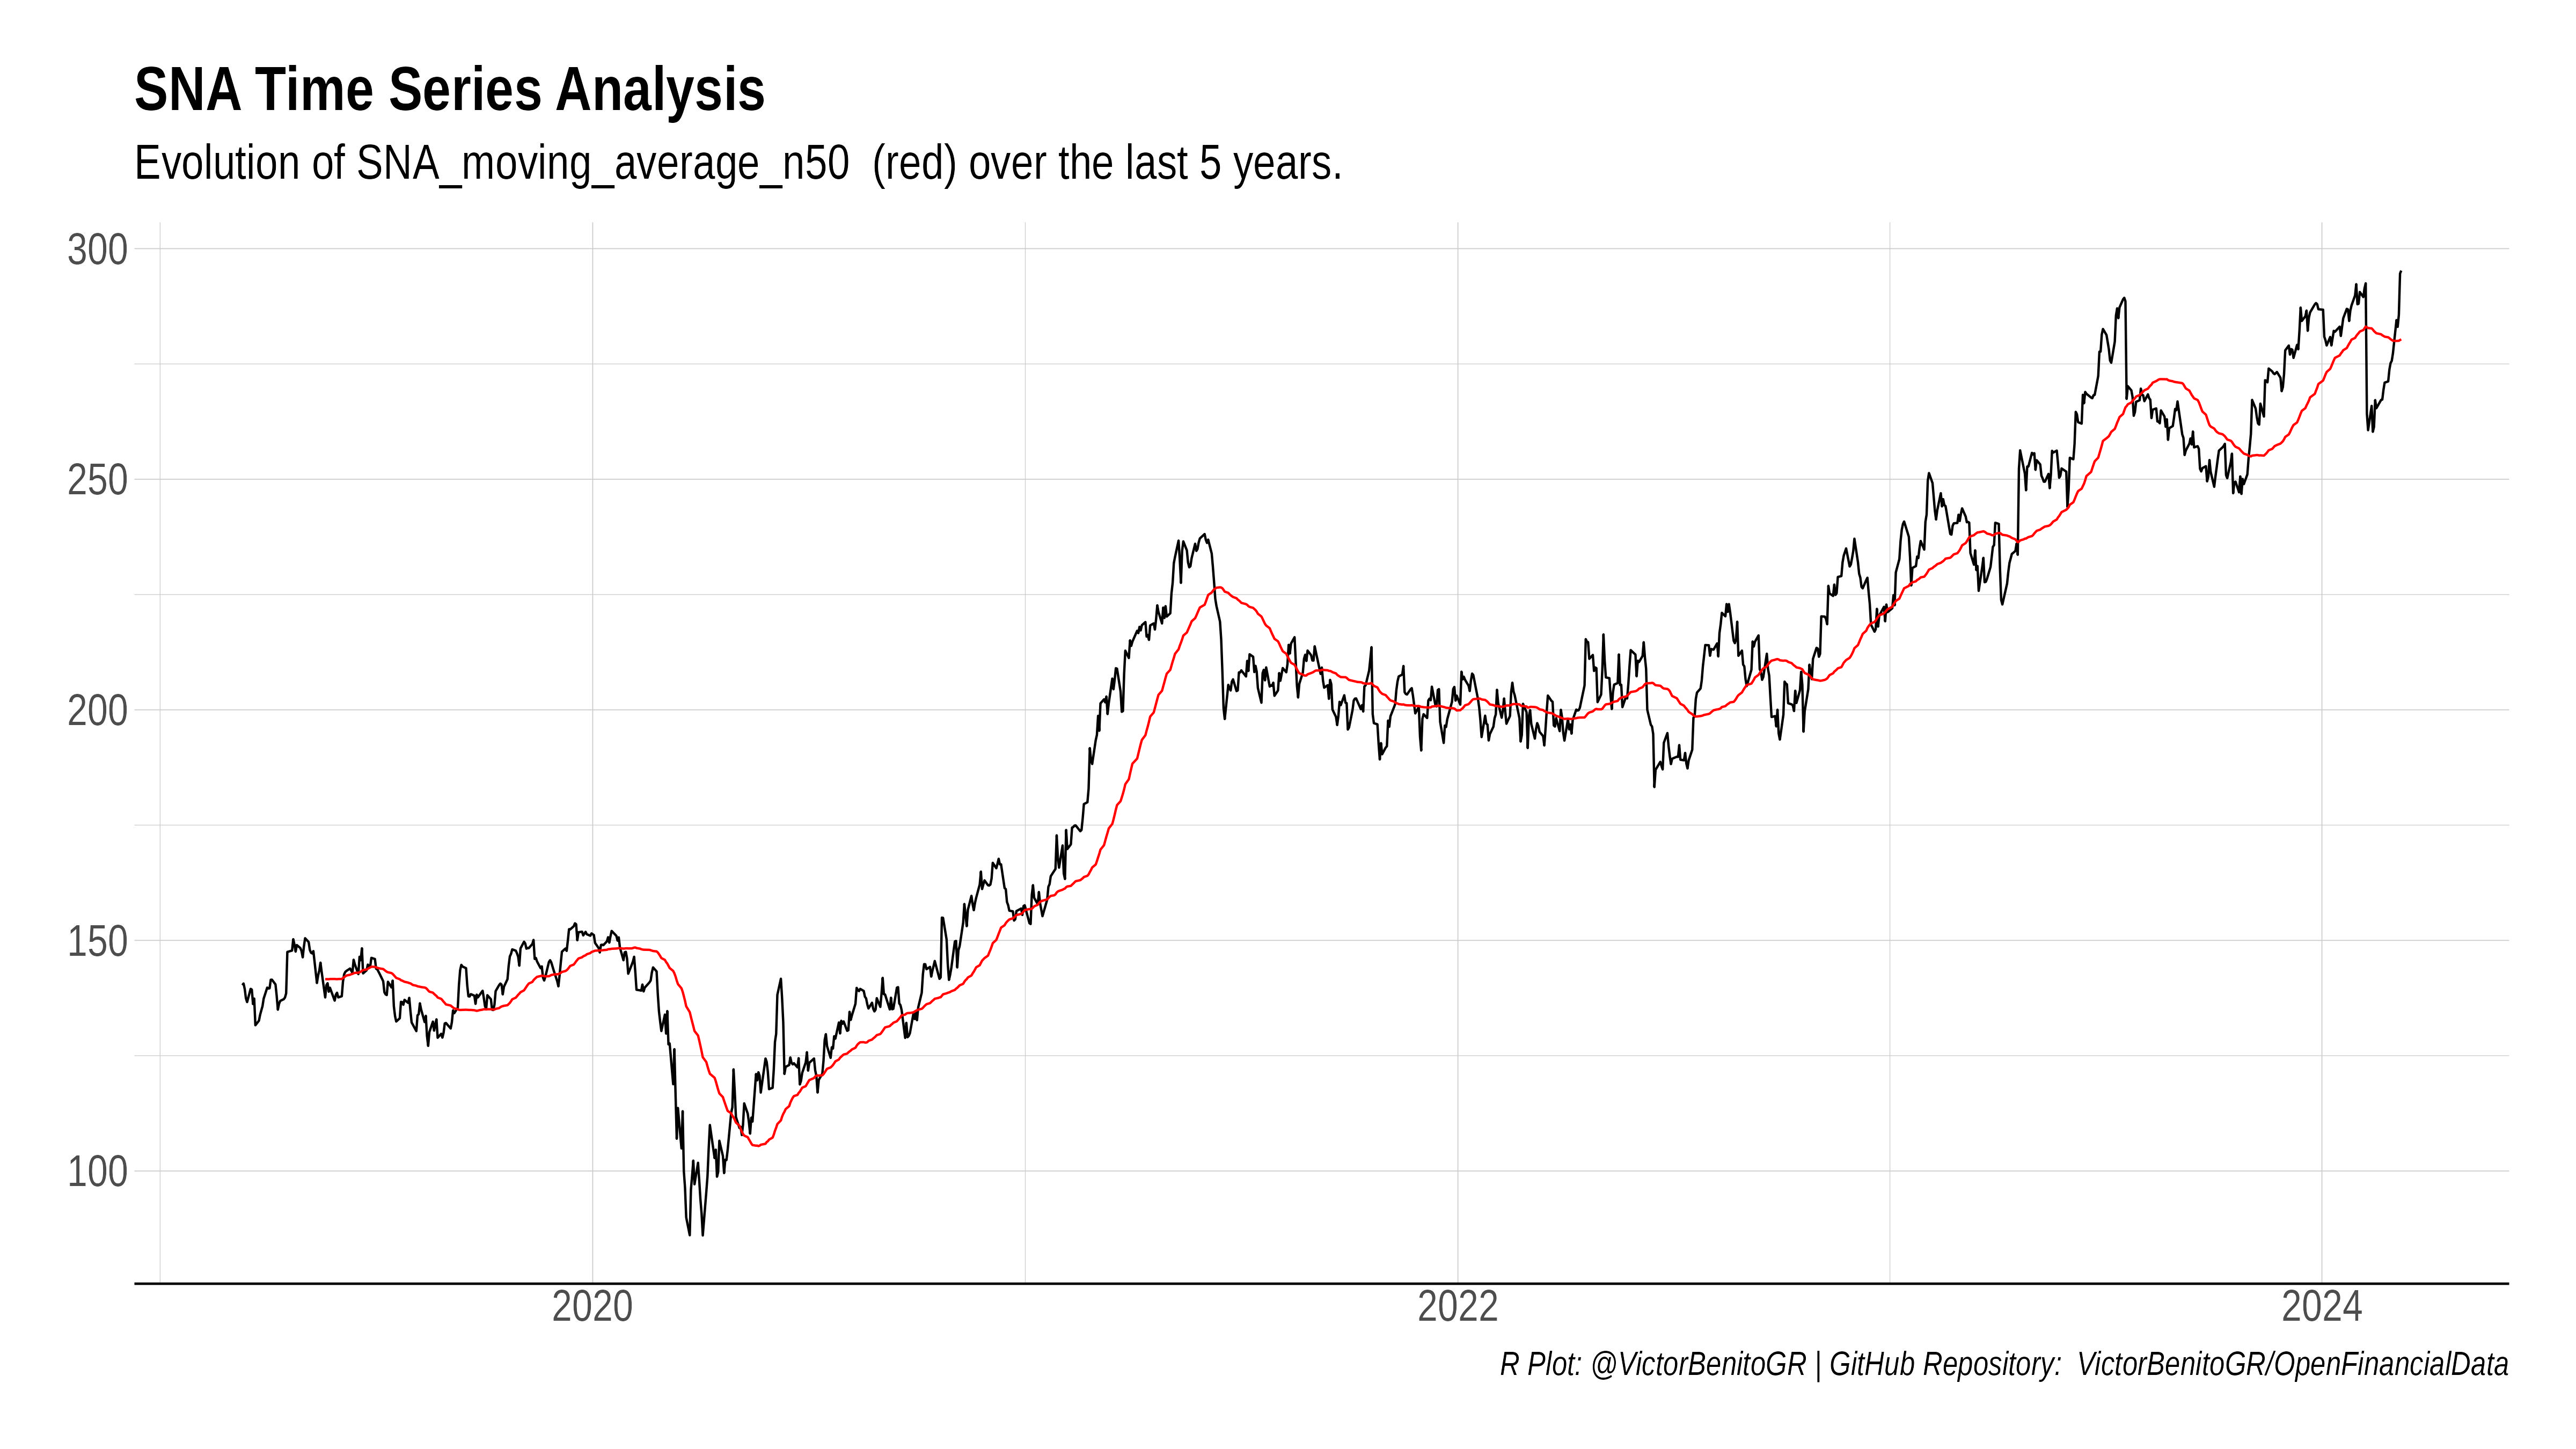 SNA Time Series Analysis
Evolution of SNA_moving_average_n50  (red) over the last 5 years.
300
250
200
150
100
2020 2022 2024
R Plot: @VictorBenitoGR | GitHub Repository:  VictorBenitoGR/OpenFinancialData